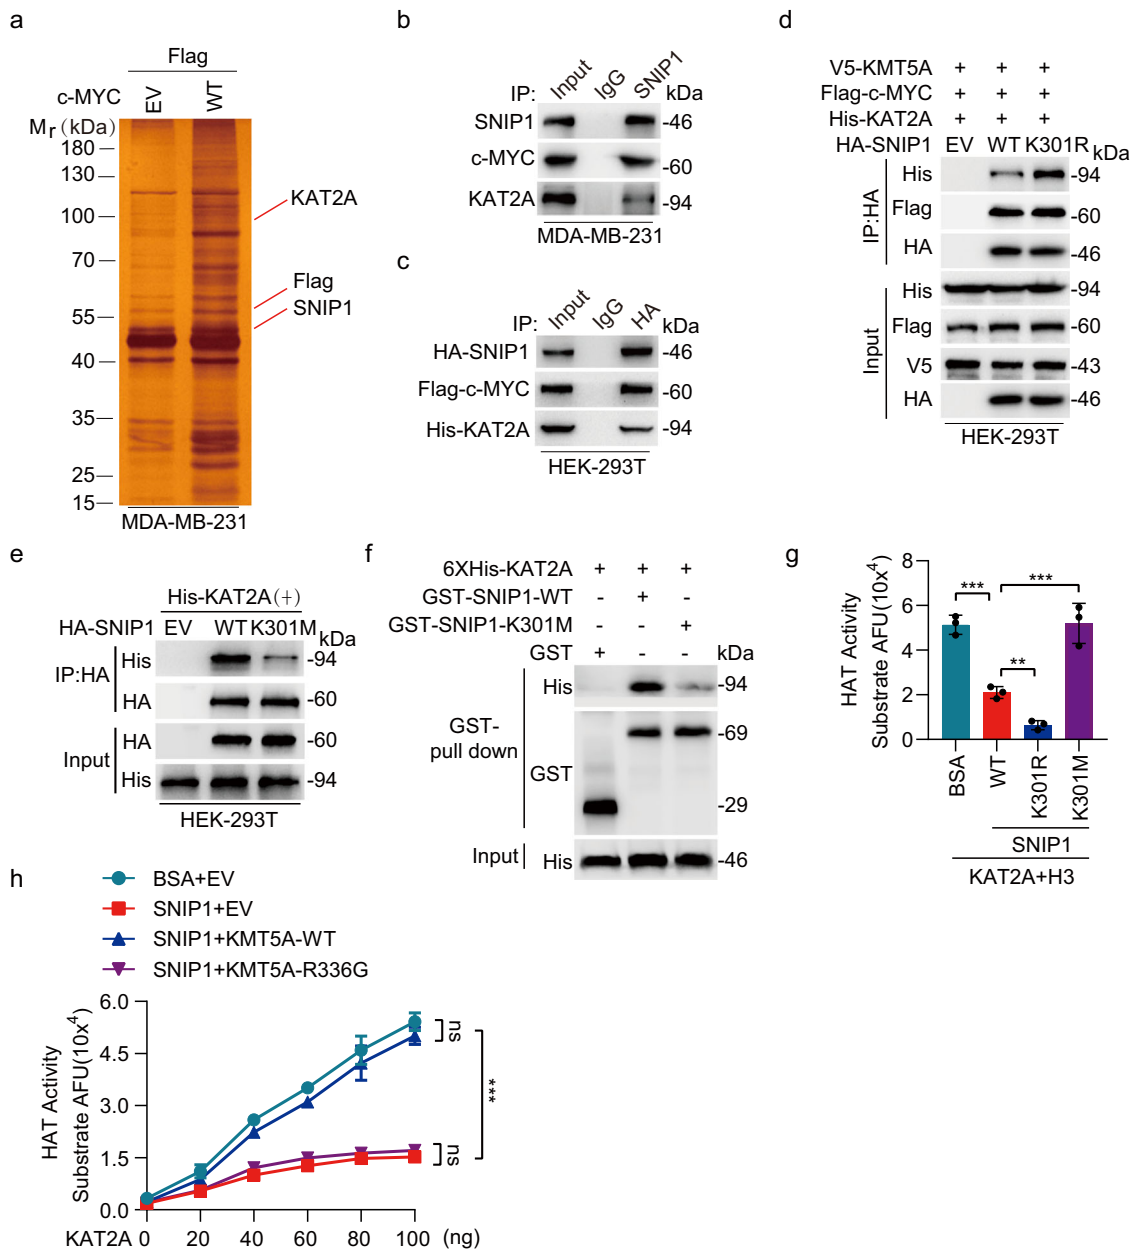 a
Flag
c-MYC
EV
WT
Mr (kDa)
180
130
100
70
55
40
35
25
15
KAT2A
Flag
SNIP1
MDA-MB-231
b
IP: Input IgG SNIP1 kDa
SNIP1 -46
c-MYC -60
KAT2A -94
MDA-MB-231
c
IP: Input IgG HA kDa
HA-SNIP1 -46
Flag-c-MYC -60
His-KAT2A -94
HEK-293T
d
V5-KMT5A + + +
Flag-c-MYC + + +
His-KAT2A + + +
HA-SNIP1 EV WT K301R kDa
IP:HA
His -94
Flag -60
HA -46
Input
His -94
Flag -60
V5 -43
HA -46
HEK-293T
e
His-KAT2A(+)
HA-SNIP1 EV WT K301M kDa
IP:HA
His -94
HA -60
Input
HA -60
His -94
HEK-293T
f
6XHis-KAT2A + + +
GST-SNIP1-WT - + -
GST-SNIP1-K301M - - +
GST + - - kDa
GST-
pull down
His -94
GST -69
-29
Input His -46
g
HAT Activity
Substrate AFU(10x⁴)
8
6
4
2
0
***
***
**
BSA
WT
K301R
K301M
SNIP1
KAT2A+H3
h
BSA+EV
SNIP1+EV
SNIP1+KMT5A-WT
SNIP1+KMT5A-R336G
HAT Activity
Substrate AFU(10x⁴)
6.0
4.5
3.0
1.5
0.0
ns
***
ns
KAT2A 0 20 40 60 80 100 (ng)